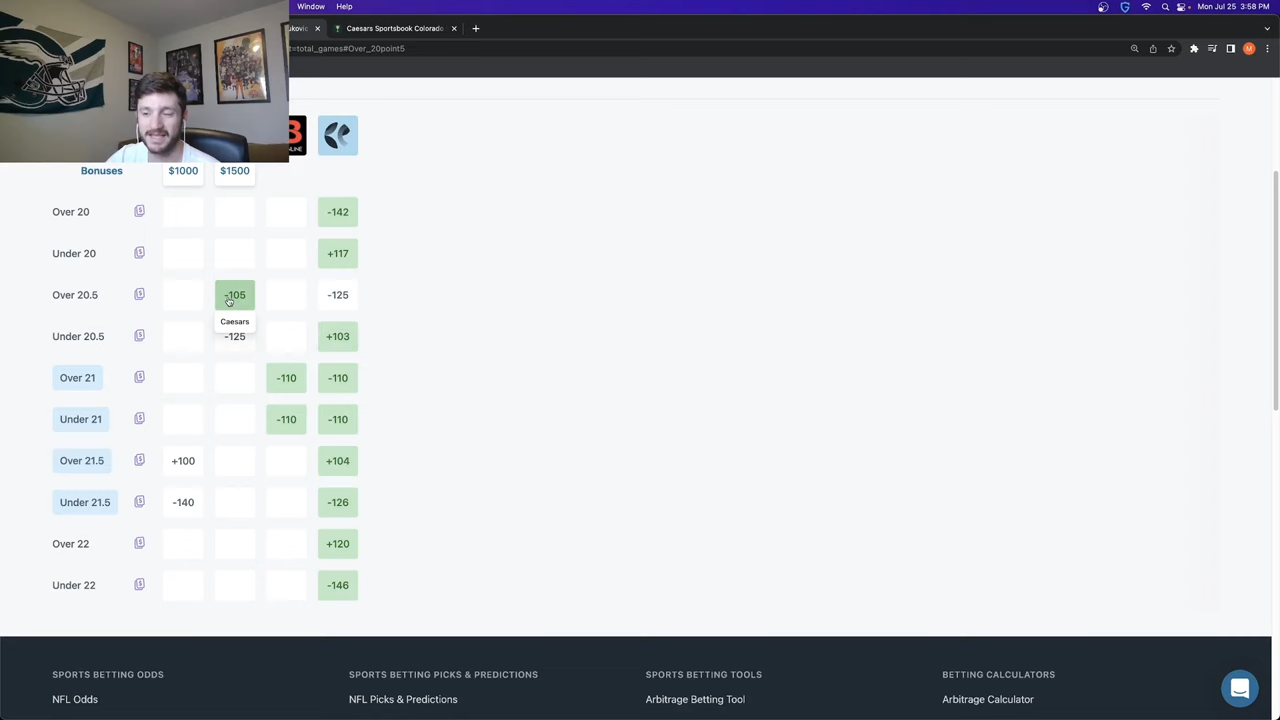 Window Help
Mon Jul 25 3:58 PM
ukovic × Caesars Sportsbook Colorado × +
t=total_games#Over_20point5
M
B
ONLINE
Bonuses $1000 $1500
Over 20 -142
Under 20 +117
Over 20.5 -105 -125
Caesars
Under 20.5 -125 +103
Over 21 -110 -110
Under 21 -110 -110
Over 21.5 +100 +104
Under 21.5 -140 -126
Over 22 +120
Under 22 -146
SPORTS BETTING ODDS SPORTS BETTING PICKS & PREDICTIONS SPORTS BETTING TOOLS BETTING CALCULATORS
NFL Odds NFL Picks & Predictions Arbitrage Betting Tool Arbitrage Calculator